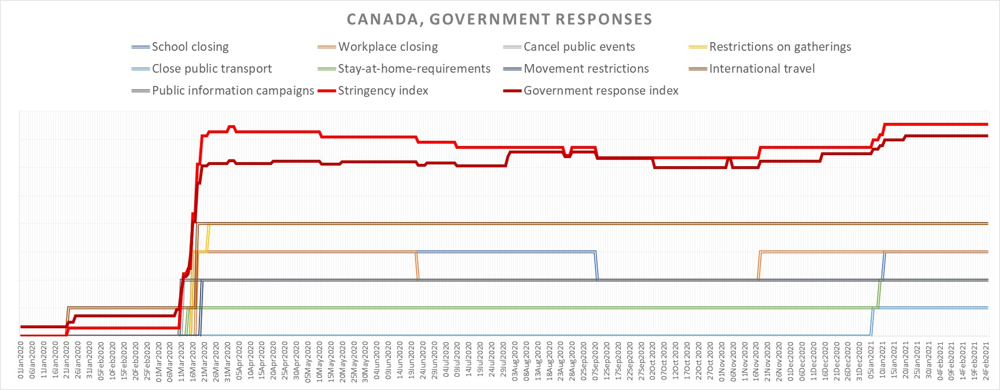 CANADA, GOVERNMENT RESPONSES
School closing Workplace closing Cancel public events Restrictions on gatherings
Close public transport Stay-at-home-requirements Movement restrictions International travel
Public information campaigns Stringency index Government response index
01Jan2020 06Jan2020 11Jan2020 16Jan2020 21Jan2020 26Jan2020 31Jan2020 05Feb2020 10Feb2020 15Feb2020 20Feb2020 25Feb2020 01Mar2020 06Mar2020 11Mar2020 16Mar2020 21Mar2020 26Mar2020 31Mar2020 05Apr2020 10Apr2020 15Apr2020 20Apr2020 25Apr2020 30Apr2020 05May2020 10May2020 15May2020 20May2020 25May2020 30May2020 04Jun2020 09Jun2020 14Jun2020 19Jun2020 24Jun2020 29Jun2020 04Jul2020 09Jul2020 14Jul2020 19Jul2020 24Jul2020 29Jul2020 03Aug2020 08Aug2020 13Aug2020 18Aug2020 23Aug2020 28Aug2020 02Sep2020 07Sep2020 12Sep2020 17Sep2020 22Sep2020 27Sep2020 02Oct2020 07Oct2020 12Oct2020 17Oct2020 22Oct2020 27Oct2020 01Nov2020 06Nov2020 11Nov2020 16Nov2020 21Nov2020 26Nov2020 01Dec2020 06Dec2020 11Dec2020 16Dec2020 21Dec2020 26Dec2020 31Dec2020 05Jan2021 10Jan2021 15Jan2021 20Jan2021 25Jan2021 30Jan2021 04Feb2021 09Feb2021 14Feb2021 19Feb2021 24Feb2021